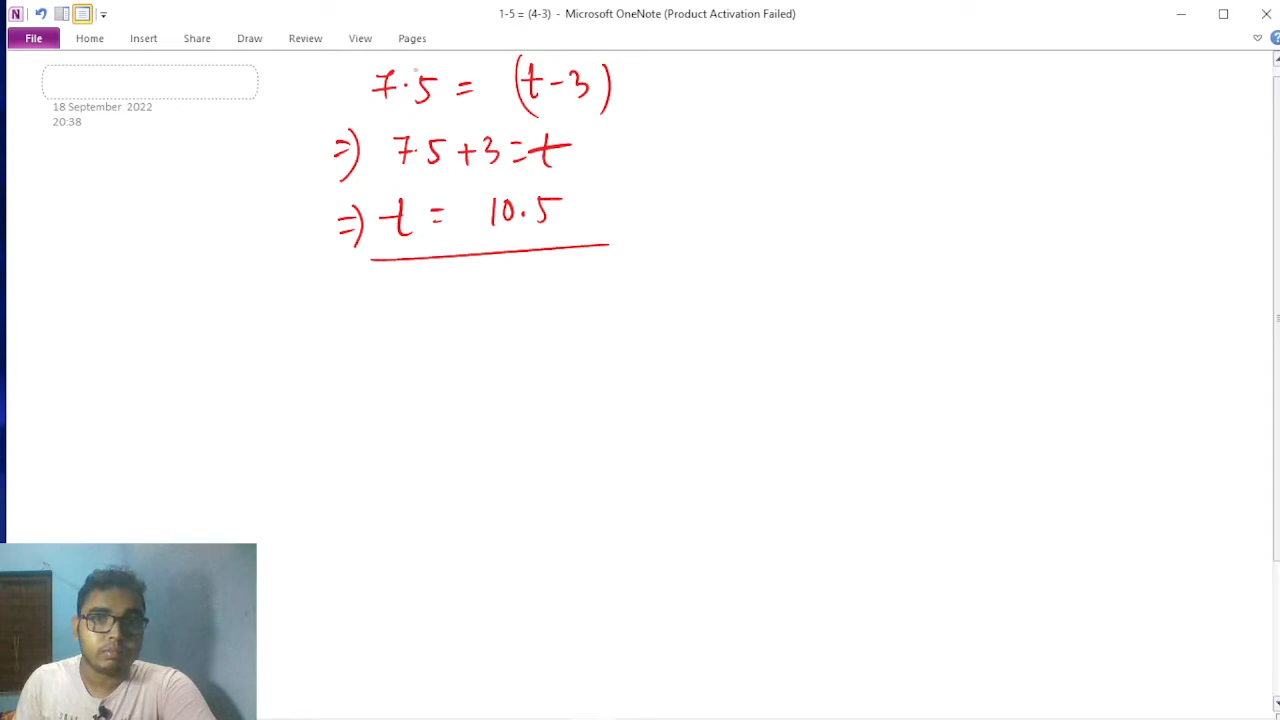 1-5 = (4-3) - Microsoft OneNote (Product Activation Failed)
File Home Insert Share Draw Review View Pages
18 September 2022
20:38
7.5 = (t-3)
=> 7.5 + 3 = t
=> t = 10.5